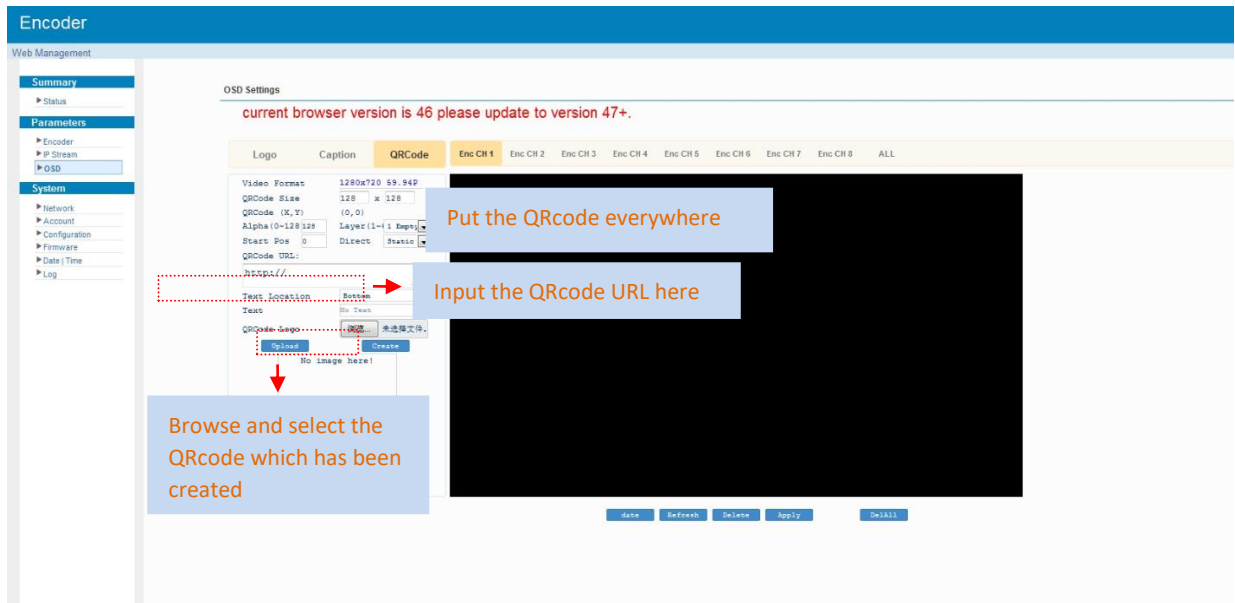 Encoder
Web Management
Summary
Status
Parameters
Encoder
IP Stream
OSD
System
Network
Account
Configuration
Firmware
Date | Time
Log
OSD Settings
current browser version is 46 please update to version 47+.
Logo Caption QRCode Enc CH 1 Enc CH 2 Enc CH 3 Enc CH 4 Enc CH 5 Enc CH 6 Enc CH 7 Enc CH 8 ALL
Video Format 1280x720 59.94P
QRCode Size 128 x 128
QRCode (X,Y) (0,0)
Alpha(0~128 128 Layer(1~ 1 Empty
Start Pos 0 Direct Static
QRCode URL:
http://
Text Location Bottom
Text No Text
QRCode Logo 浏览... 未选择文件。
Upload Create
No image here!
Put the QRcode everywhere
Input the QRcode URL here
Browse and select the
QRcode which has been
created
date Refresh Delete Apply DelAll